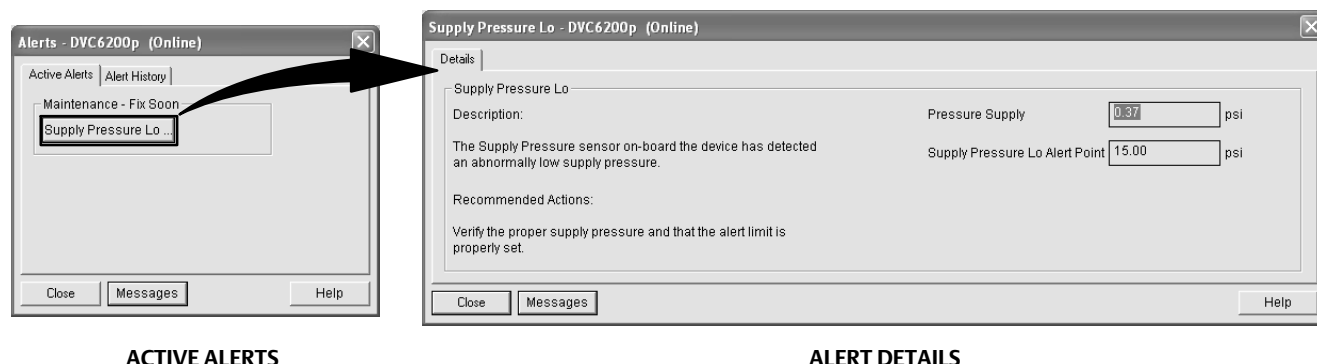 Alerts - DVC6200p (Online)
Active Alerts
Alert History
Maintenance - Fix Soon
Supply Pressure Lo ...
Close
Messages
Help
ACTIVE ALERTS
Supply Pressure Lo - DVC6200p (Online)
Details
Supply Pressure Lo
Description:
The Supply Pressure sensor on-board the device has detected
an abnormally low supply pressure.
Recommended Actions:
Verify the proper supply pressure and that the alert limit is
properly set.
Pressure Supply 0.37 psi
Supply Pressure Lo Alert Point 15.00 psi
Close
Messages
Help
ALERT DETAILS